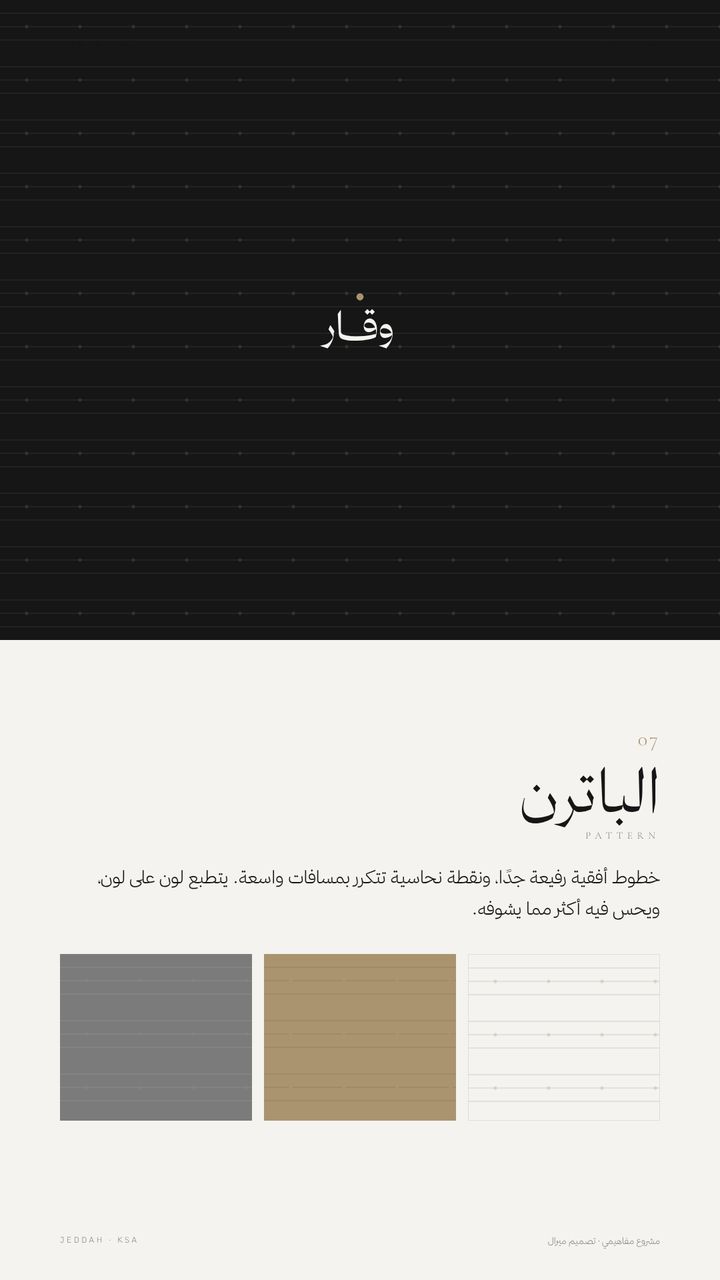 وقار
07
الباترن
PATTERN
خطوط أفقية رفيعة جدًا، ونقطة نحاسية تتكرر بمسافات واسعة. يتطبع لون على لون،
ويحس فيه أكثر مما يشوفه.
مشروع مفاهيمي · تصميم ميرال
JEDDAH · KSA